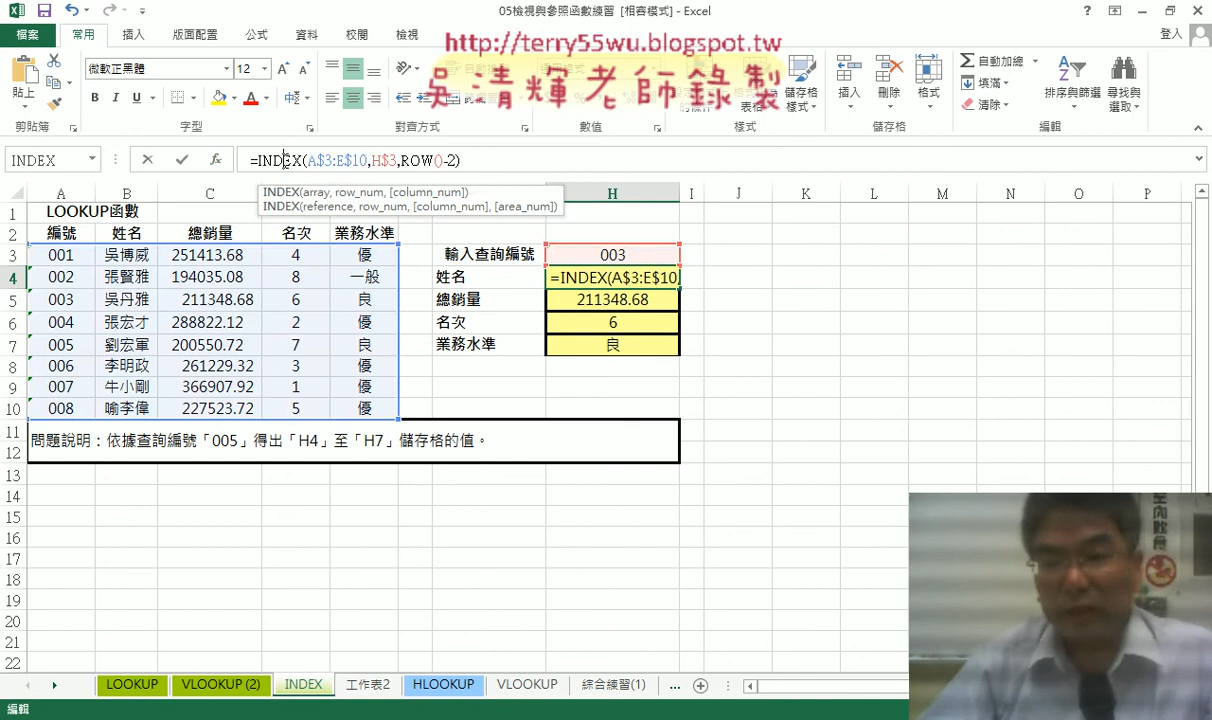 05檢視與參照函數練習 [相容模式] - Excel
檔案 常用 插入 版面配置 公式 資料 校閱 檢視 登入
http://terry55wu.blogspot.tw
吳清輝老師錄製
微軟正黑體 12
貼上
B I U A
自動加總
填滿
清除
儲存格樣式
插入 刪除 格式
排序與篩選
尋找與選取
剪貼簿 字型 對齊方式 數值 樣式 儲存格 編輯
INDEX
=INDEX(A$3:E$10,H$3,ROW()-2)
INDEX(array, row_num, [column_num])
INDEX(reference, row_num, [column_num], [area_num])
A B C D E F G H I J K L M N O P
1 LOOKUP函數
2 編號 姓名 總銷量 名次 業務水準
3 001 吳博威 251413.68 4 優 輸入查詢編號 003
4 002 張賢雅 194035.08 8 一般 姓名 =INDEX(A$3:E$10,
5 003 吳丹雅 211348.68 6 良 總銷量 211348.68
6 004 張宏才 288822.12 2 優 名次 6
7 005 劉宏軍 200550.72 7 良 業務水準 良
8 006 李明政 261229.32 3 優
9 007 牛小剛 366907.92 1 優
10 008 喻李偉 227523.72 5 優
11
問題說明：依據查詢編號「005」得出「H4」至「H7」儲存格的值。
12
13
14
15
16
17
18
19
20
21
22
LOOKUP VLOOKUP (2) INDEX 工作表2 HLOOKUP VLOOKUP 綜合練習(1) ...
編輯